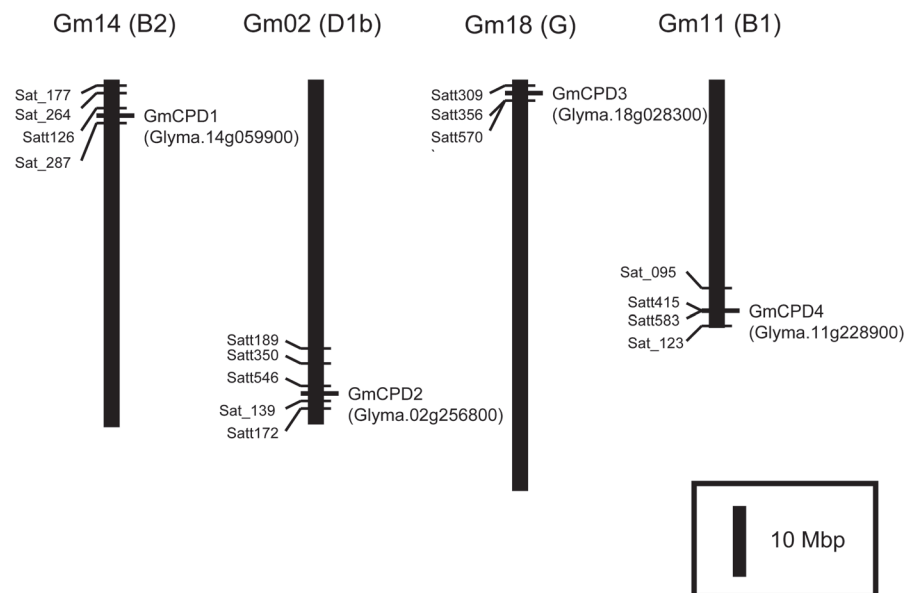 Gm14 (B2)
Gm02 (D1b)
Gm18 (G)
Gm11 (B1)
Sat_177
Sat_264
Satt126
Sat_287
GmCPD1
(Glyma.14g059900)
Satt189
Satt350
Satt546
Sat_139
Satt172
GmCPD2
(Glyma.02g256800)
Satt309
Satt356
Satt570
`
GmCPD3
(Glyma.18g028300)
Sat_095
Satt415
Satt583
Sat_123
GmCPD4
(Glyma.11g228900)
10 Mbp